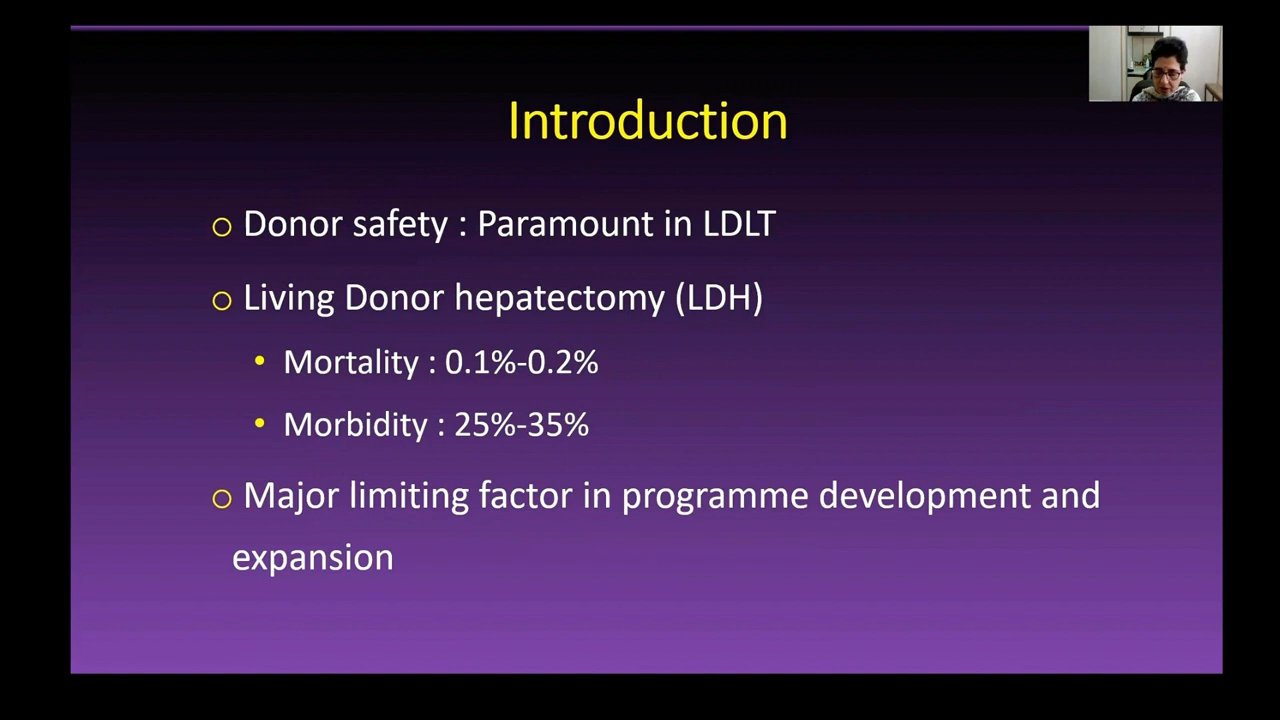 Introduction
Donor safety : Paramount in LDLT
Living Donor hepatectomy (LDH)
Mortality : 0.1%-0.2%
Morbidity : 25%-35%
Major limiting factor in programme development and
expansion